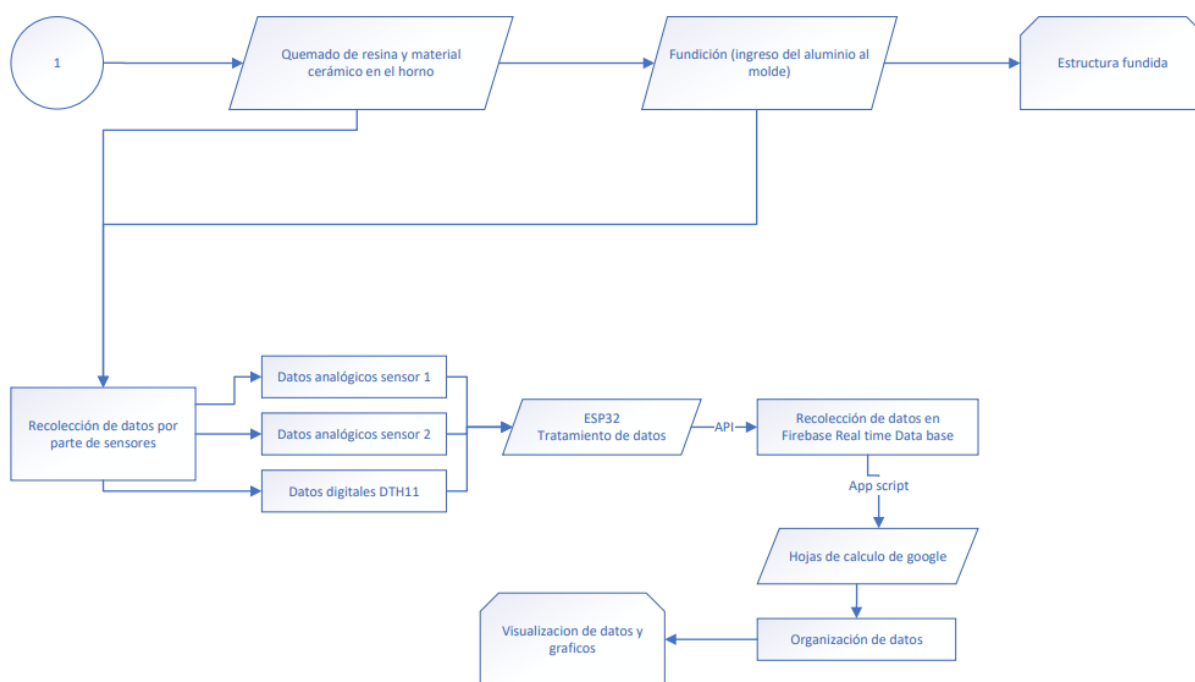 1
Quemado de resina y material
cerámico en el horno
Fundición (ingreso del aluminio al
molde)
Estructura fundida
Recolección de datos por
parte de sensores
Datos analógicos sensor 1
Datos analógicos sensor 2
Datos digitales DTH11
ESP32
Tratamiento de datos
API
Recolección de datos en
Firebase Real time Data base
App script
Hojas de calculo de google
Organización de datos
Visualizacion de datos y
graficos